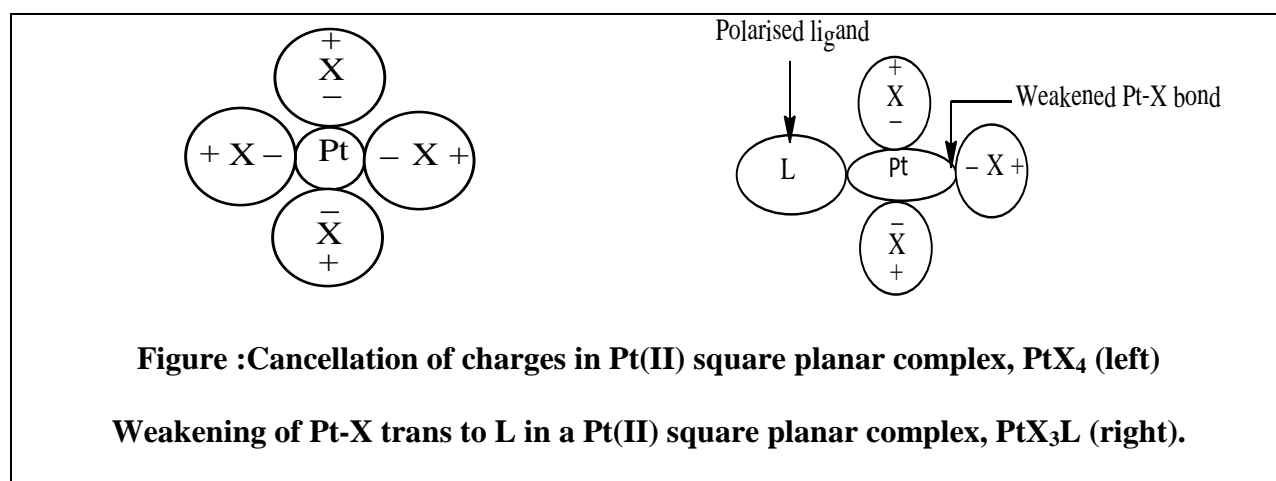 Polarised ligand
+
X
–
+ X –
Pt
– X +
–
X
+
L
Pt
+
X
–
– X +
–
X
+
Weakened Pt-X bond
Figure :Cancellation of charges in Pt(II) square planar complex, PtX₄ (left)
Weakening of Pt-X trans to L in a Pt(II) square planar complex, PtX₃L (right).